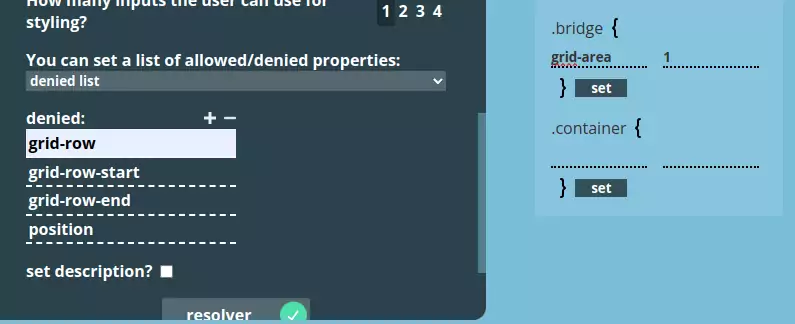 How many inputs the user can use for
styling?
1 2 3 4
You can set a list of allowed/denied properties:
denied list
denied: + −
grid-row
grid-row-start
grid-row-end
position
set description?
resolver
.bridge {
grid-area 1
} set
.container {
} set